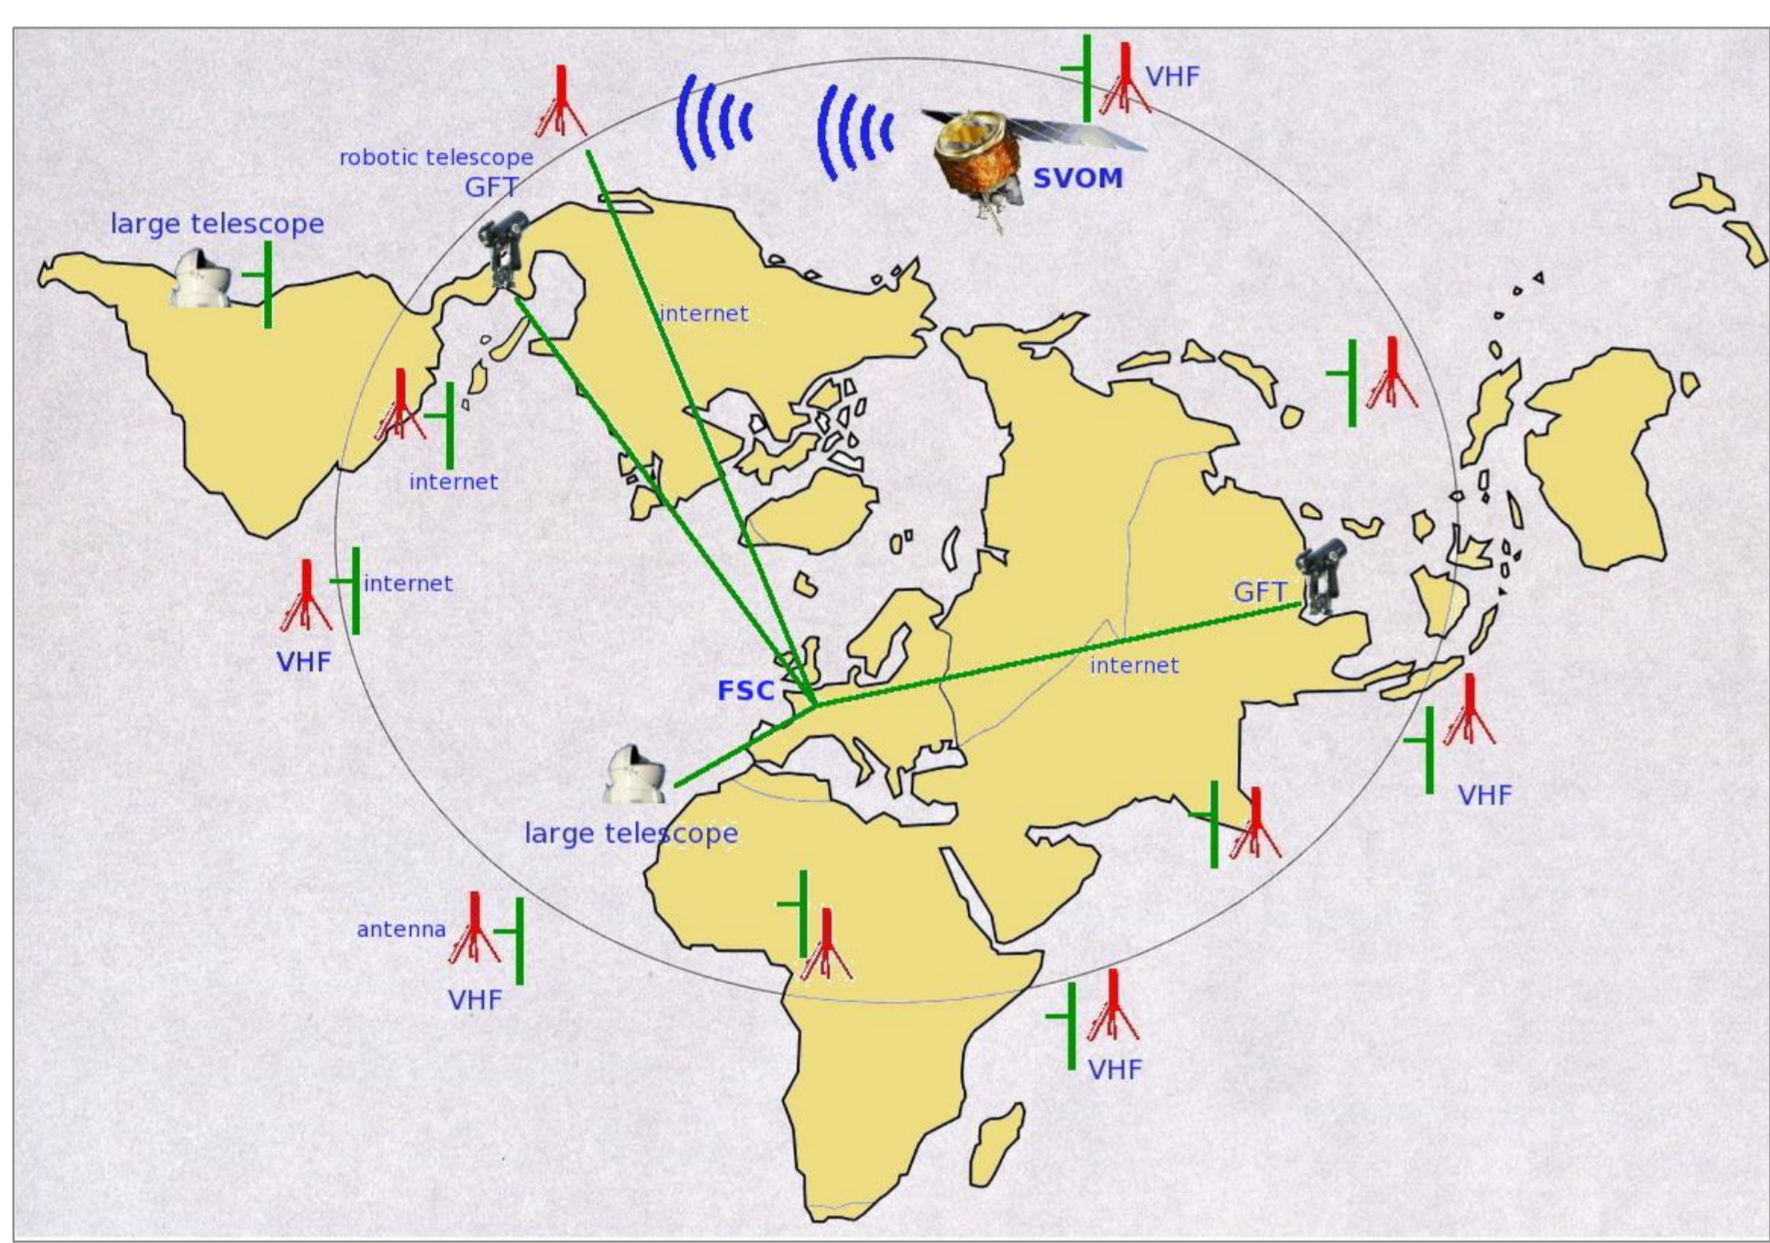 VHF
robotic telescope
GFT
SVOM
large telescope
internet
internet
internet
VHF
GFT
internet
FSC
VHF
large telescope
antenna
VHF
VHF